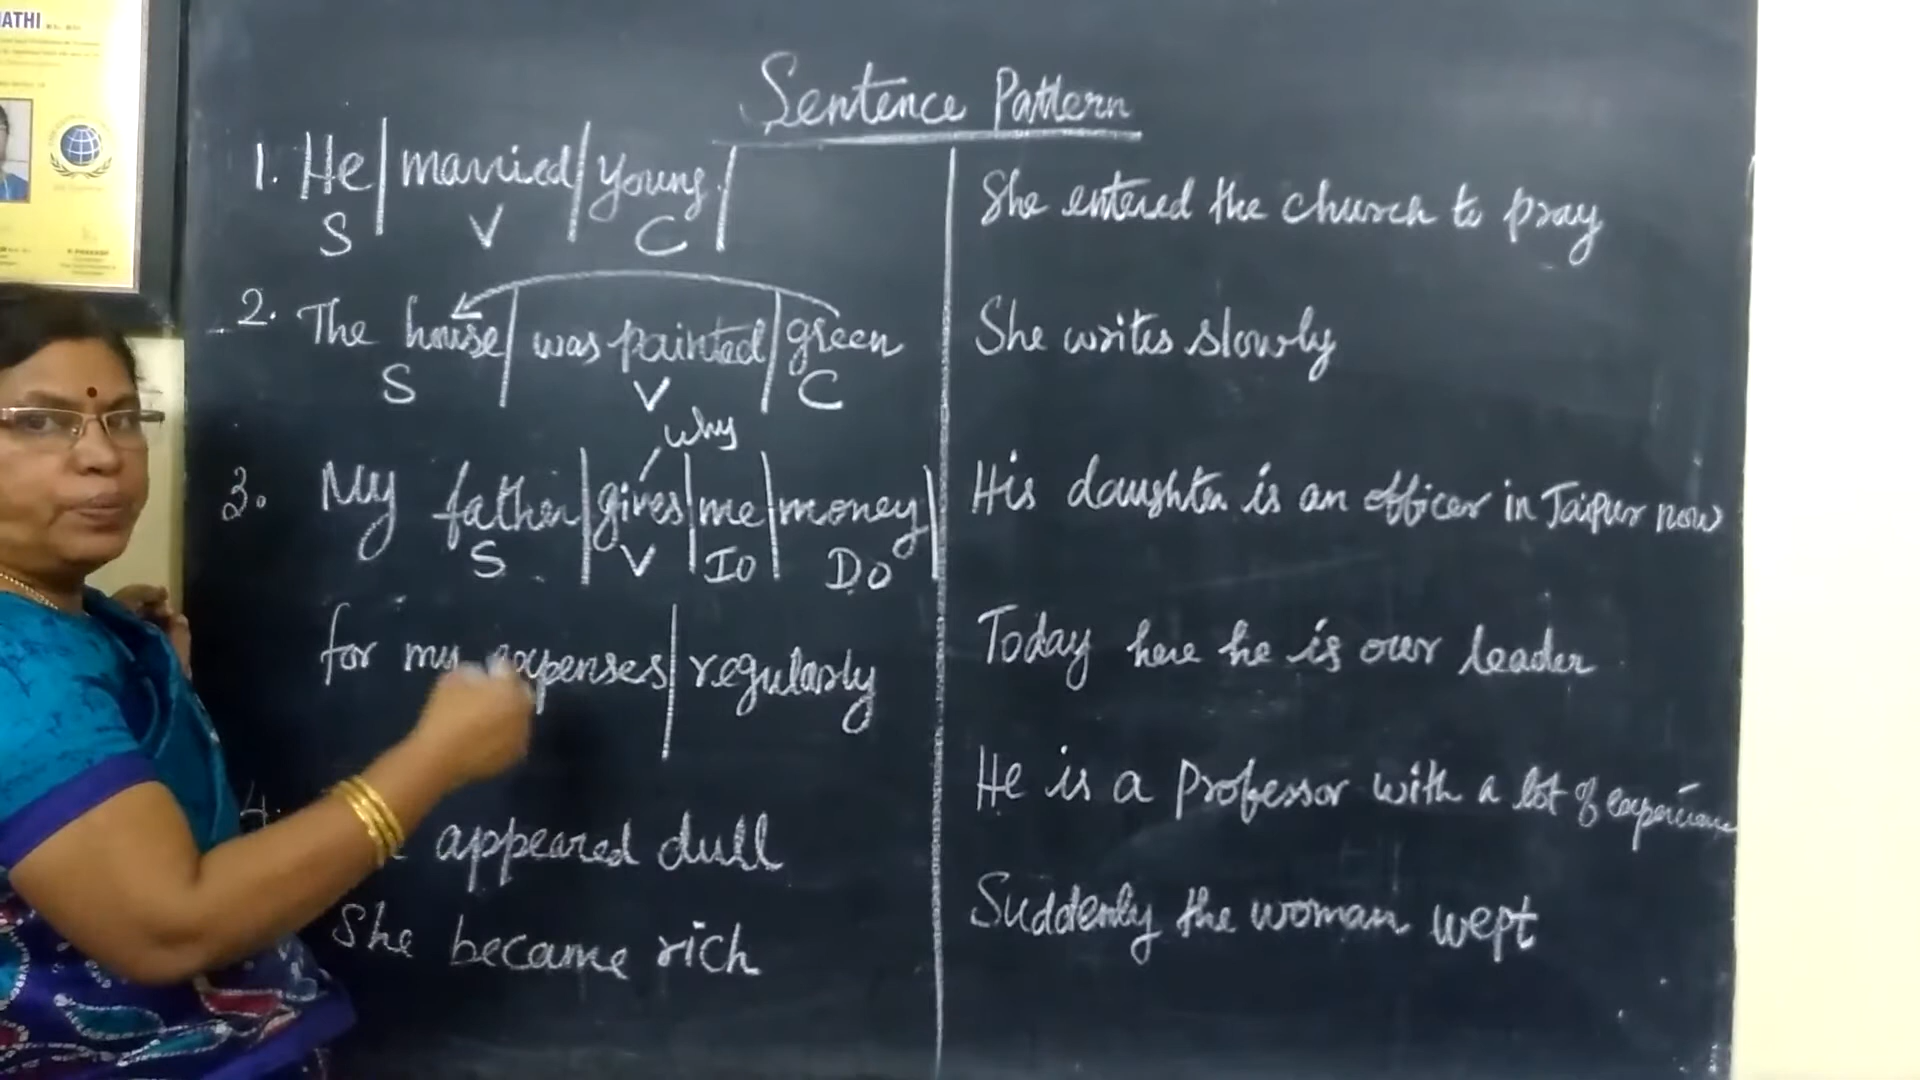 Sentence Pattern
1. He | married | young. |
S V C
2. The house | was painted | green
S V C
why
3. My father | gives | me | money |
S V IO DO
for my expenses | regularly
appeared dull
She became rich
She entered the church to pray
She writes slowly
His daughter is an officer in Jaipur now
Today here he is our leader
He is a Professor with a lot of experience
Suddenly the woman wept